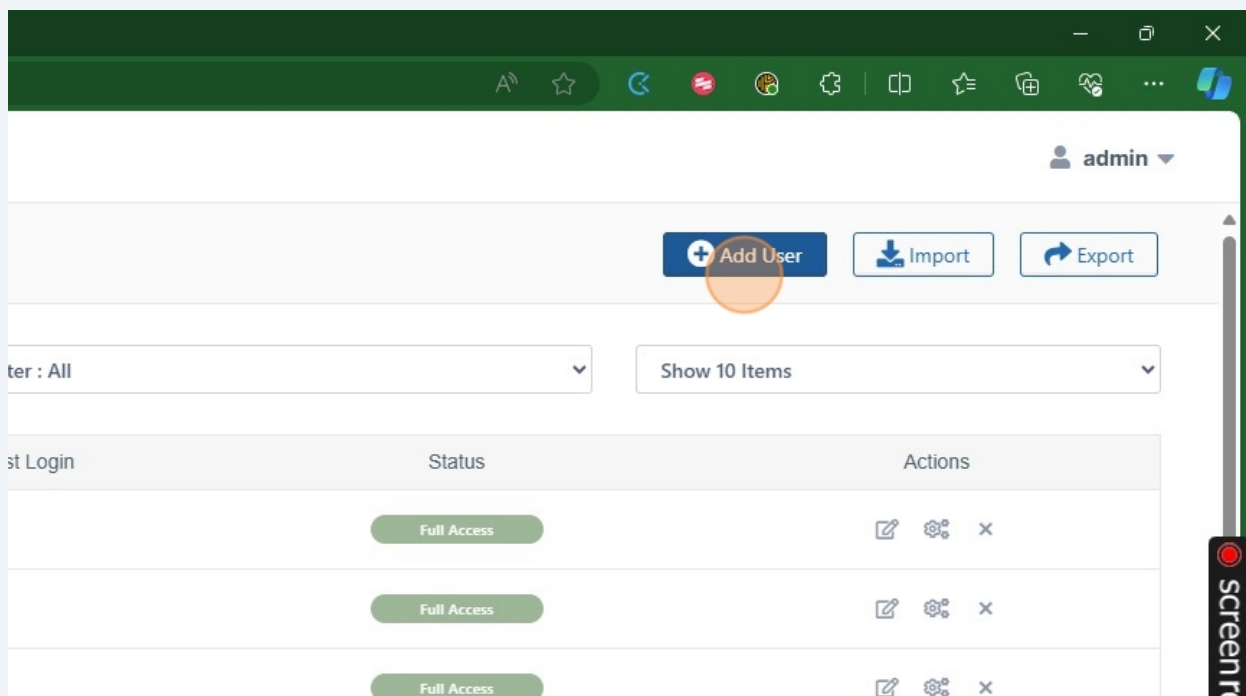 admin
Add User
Import
Export
ter : All
Show 10 Items
st Login
Status
Actions
Full Access
Full Access
Full Access
screen r